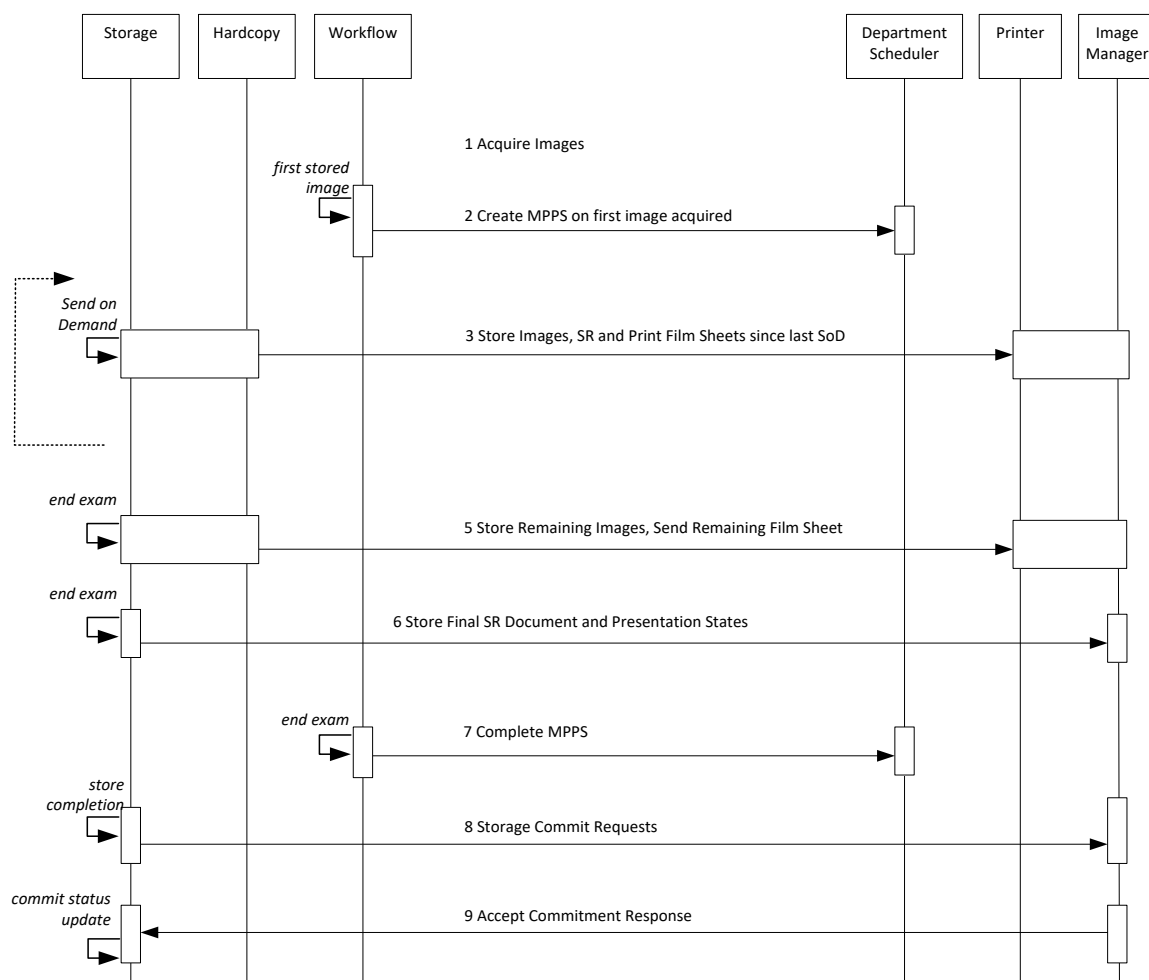 Storage
Hardcopy
Workflow
Department
Scheduler
Printer
Image
Manager
1 Acquire Images
first stored
image
2 Create MPPS on first image acquired
Send on
Demand
3 Store Images, SR and Print Film Sheets since last SoD
end exam
5 Store Remaining Images, Send Remaining Film Sheet
end exam
6 Store Final SR Document and Presentation States
end exam
7 Complete MPPS
store
completion
8 Storage Commit Requests
commit status
update
9 Accept Commitment Response